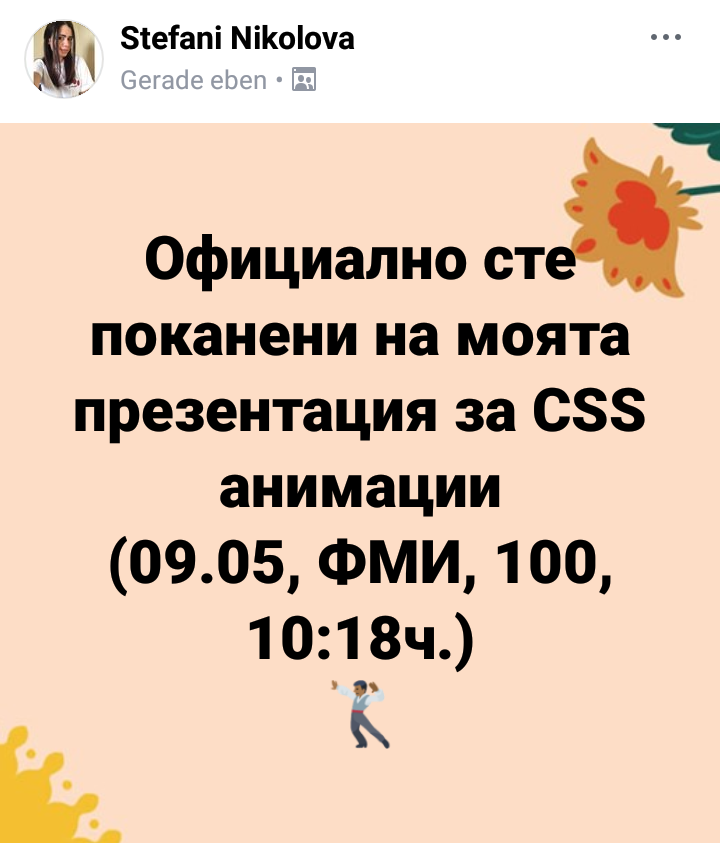 Stefani Nikolova
Gerade eben •
Официално сте
поканени на моята
презентация за CSS
анимации
(09.05, ФМИ, 100,
10:18ч.)